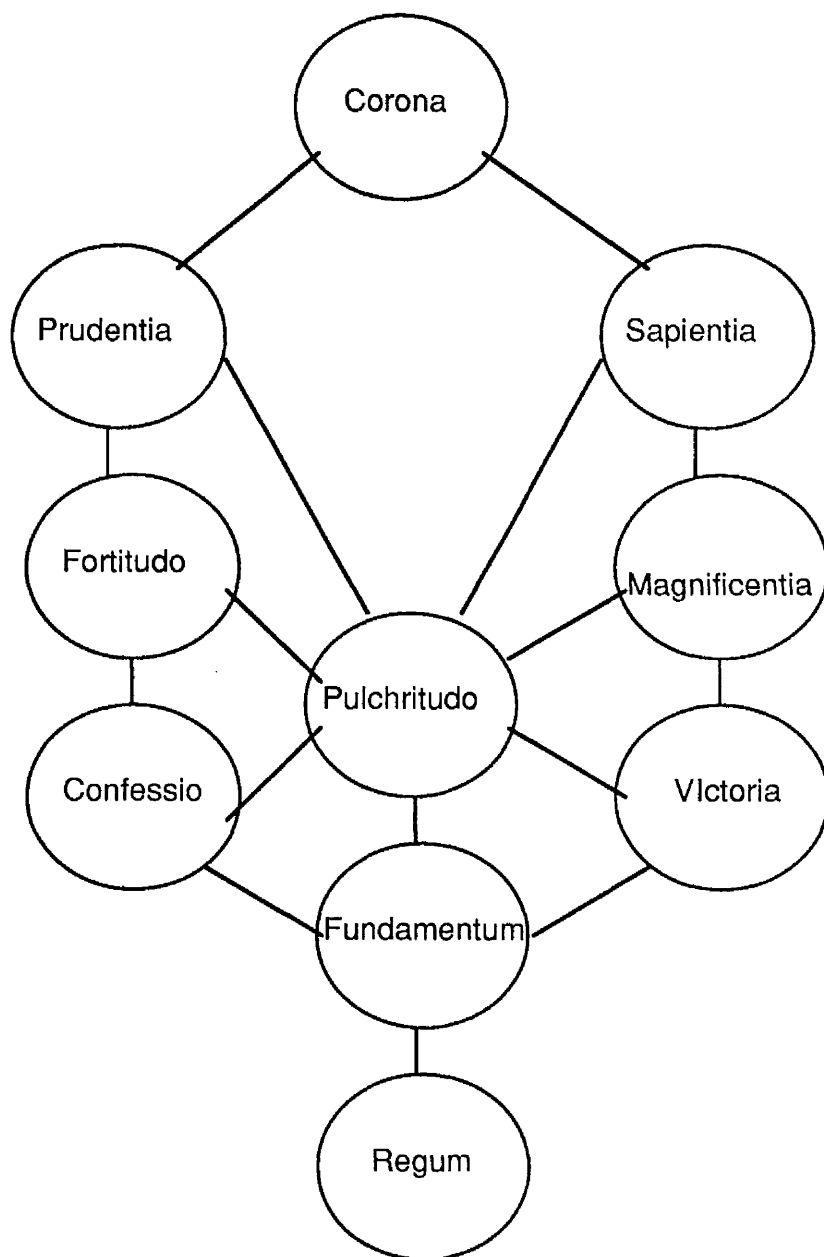 Corona
Prudentia
Sapientia
Fortitudo
Magnificentia
Pulchritudo
Confessio
VIctoria
Fundamentum
Regum